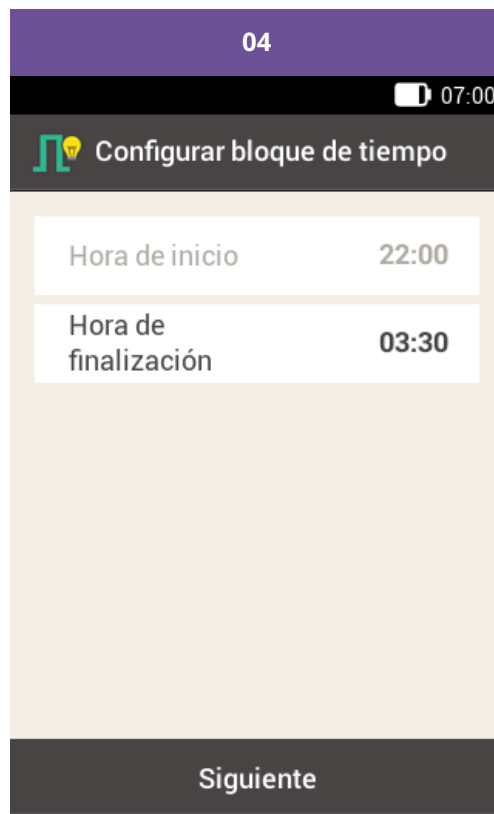 04
07:00
Configurar bloque de tiempo
Hora de inicio 22:00
Hora de
finalización 03:30
Siguiente